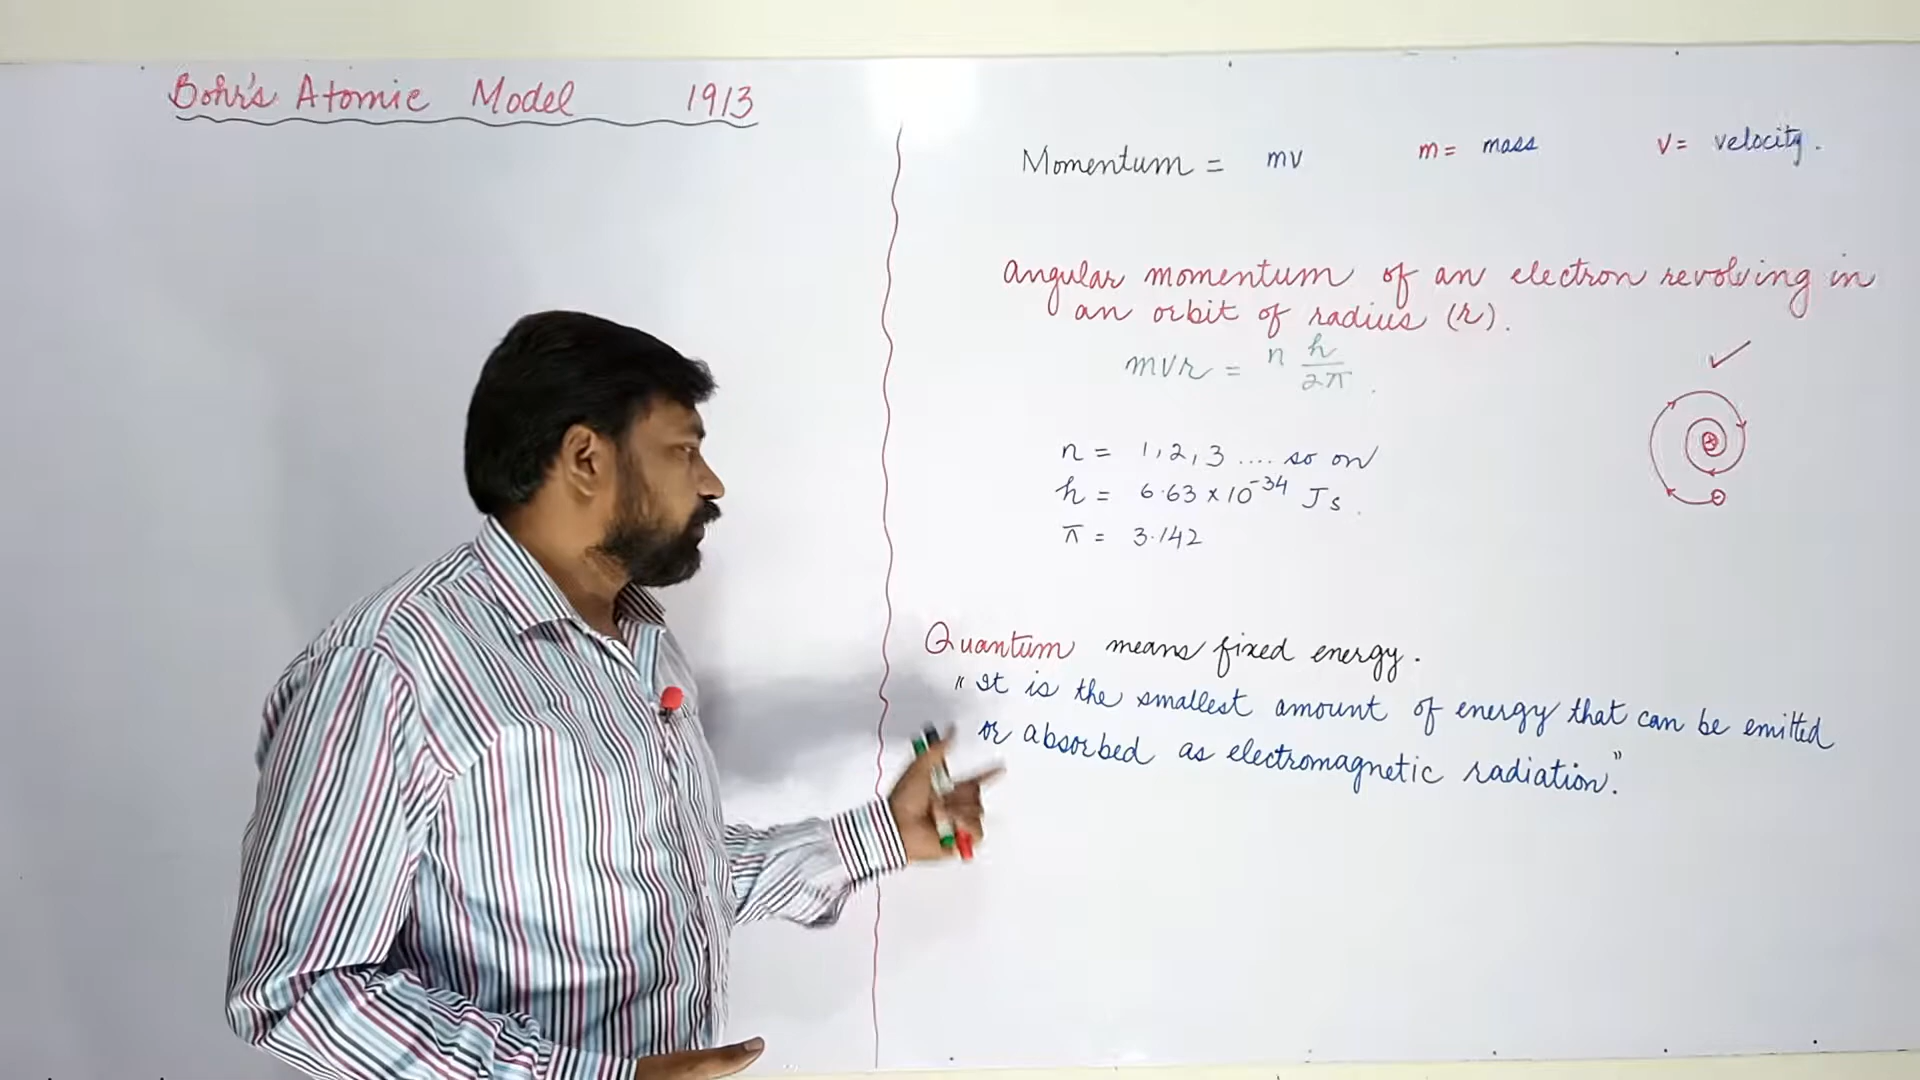 Bohr's Atomic Model 1913
Momentum = mv m= mass v= velocity.
Angular momentum of an electron revolving in
an orbit of radius (r).
mvr = n h/2π .
n = 1, 2, 3 .... so on
h = 6.63 × 10⁻³⁴ Js.
π = 3.142
Quantum means fixed energy.
"It is the smallest amount of energy that can be emitted
or absorbed as electromagnetic radiation."